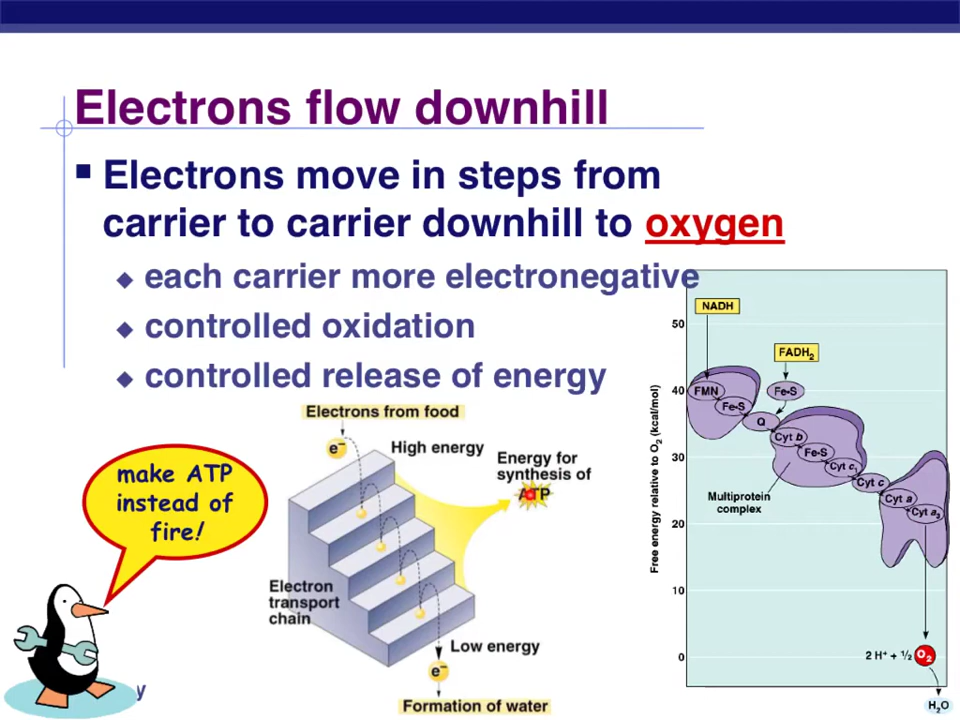 Electrons flow downhill
Electrons move in steps from
carrier to carrier downhill to oxygen
each carrier more electronegative
controlled oxidation
controlled release of energy
make ATP
instead of
fire!
Electrons from food
e⁻
High energy
Energy for
synthesis of
ATP
Electron
transport
chain
Low energy
e⁻
Formation of water
Free energy relative to O₂ (kcal/mol)
50
40
30
20
10
0
NADH
FADH₂
FMN
Fe-S
Fe-S
Q
Cyt b
Fe-S
Cyt c₁
Cyt c
Cyt a
Cyt a₃
Multiprotein
complex
2 H⁺ + ½ O₂
H₂O
y